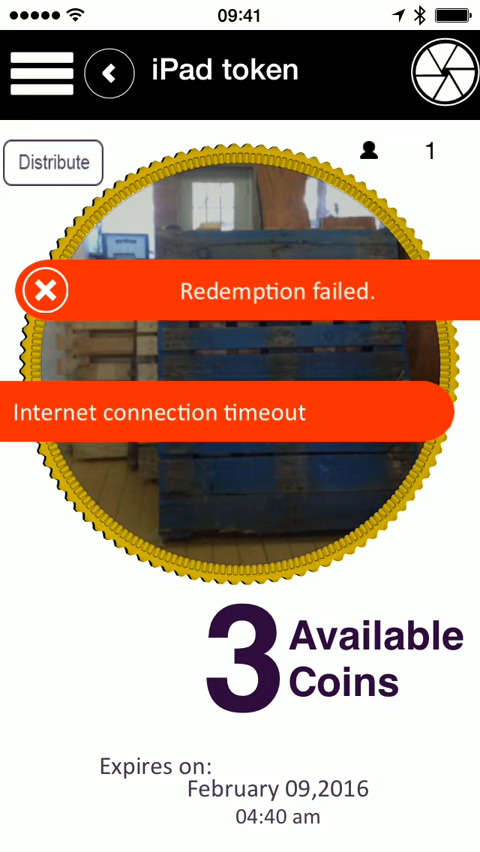 09:41
iPad token
Distribute
1
Redemption failed.
Internet connection timeout
3 Available
Coins
Expires on:
February 09,2016
04:40 am